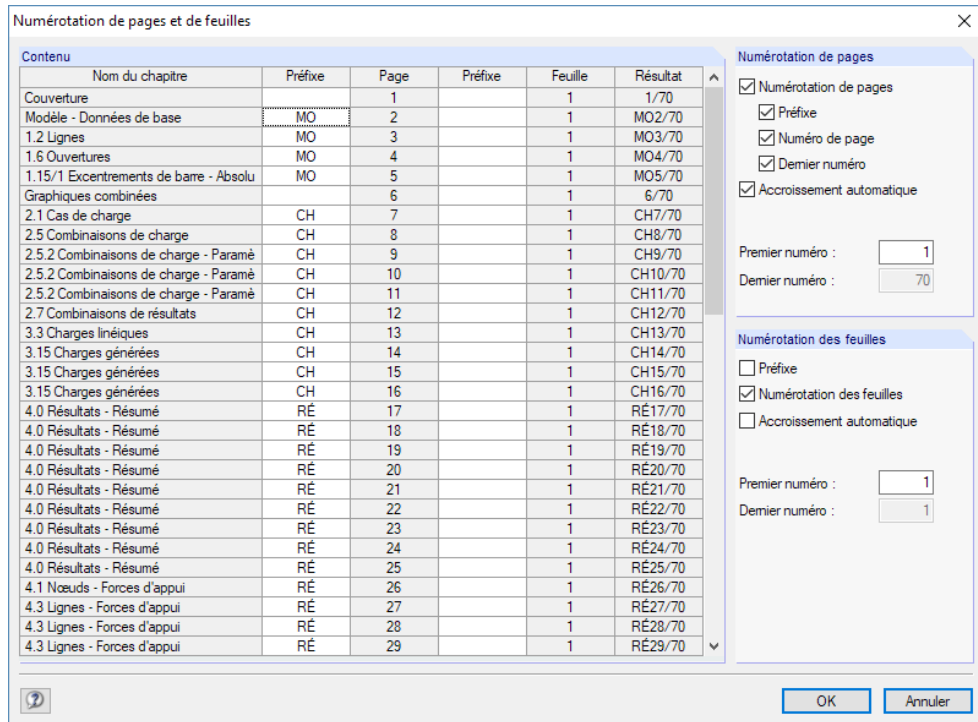 Numérotation de pages et de feuilles
Contenu
Nom du chapitre Préfixe Page Préfixe Feuille Résultat
Couverture 1 1 1/70
Modèle - Données de base MO 2 1 MO2/70
1.2 Lignes MO 3 1 MO3/70
1.6 Ouvertures MO 4 1 MO4/70
1.15/1 Excentrements de barre - Absolu MO 5 1 MO5/70
Graphiques combinées 6 1 6/70
2.1 Cas de charge CH 7 1 CH7/70
2.5 Combinaisons de charge CH 8 1 CH8/70
2.5.2 Combinaisons de charge - Paramè CH 9 1 CH9/70
2.5.2 Combinaisons de charge - Paramè CH 10 1 CH10/70
2.5.2 Combinaisons de charge - Paramè CH 11 1 CH11/70
2.7 Combinaisons de résultats CH 12 1 CH12/70
3.3 Charges linéiques CH 13 1 CH13/70
3.15 Charges générées CH 14 1 CH14/70
3.15 Charges générées CH 15 1 CH15/70
3.15 Charges générées CH 16 1 CH16/70
4.0 Résultats - Résumé RÉ 17 1 RÉ17/70
4.0 Résultats - Résumé RÉ 18 1 RÉ18/70
4.0 Résultats - Résumé RÉ 19 1 RÉ19/70
4.0 Résultats - Résumé RÉ 20 1 RÉ20/70
4.0 Résultats - Résumé RÉ 21 1 RÉ21/70
4.0 Résultats - Résumé RÉ 22 1 RÉ22/70
4.0 Résultats - Résumé RÉ 23 1 RÉ23/70
4.0 Résultats - Résumé RÉ 24 1 RÉ24/70
4.0 Résultats - Résumé RÉ 25 1 RÉ25/70
4.1 Nœuds - Forces d'appui RÉ 26 1 RÉ26/70
4.3 Lignes - Forces d'appui RÉ 27 1 RÉ27/70
4.3 Lignes - Forces d'appui RÉ 28 1 RÉ28/70
4.3 Lignes - Forces d'appui RÉ 29 1 RÉ29/70
Numérotation de pages
Numérotation de pages
Préfixe
Numéro de page
Dernier numéro
Accroissement automatique
Premier numéro : 1
Dernier numéro : 70
Numérotation des feuilles
Préfixe
Numérotation des feuilles
Accroissement automatique
Premier numéro : 1
Dernier numéro : 1
OK Annuler